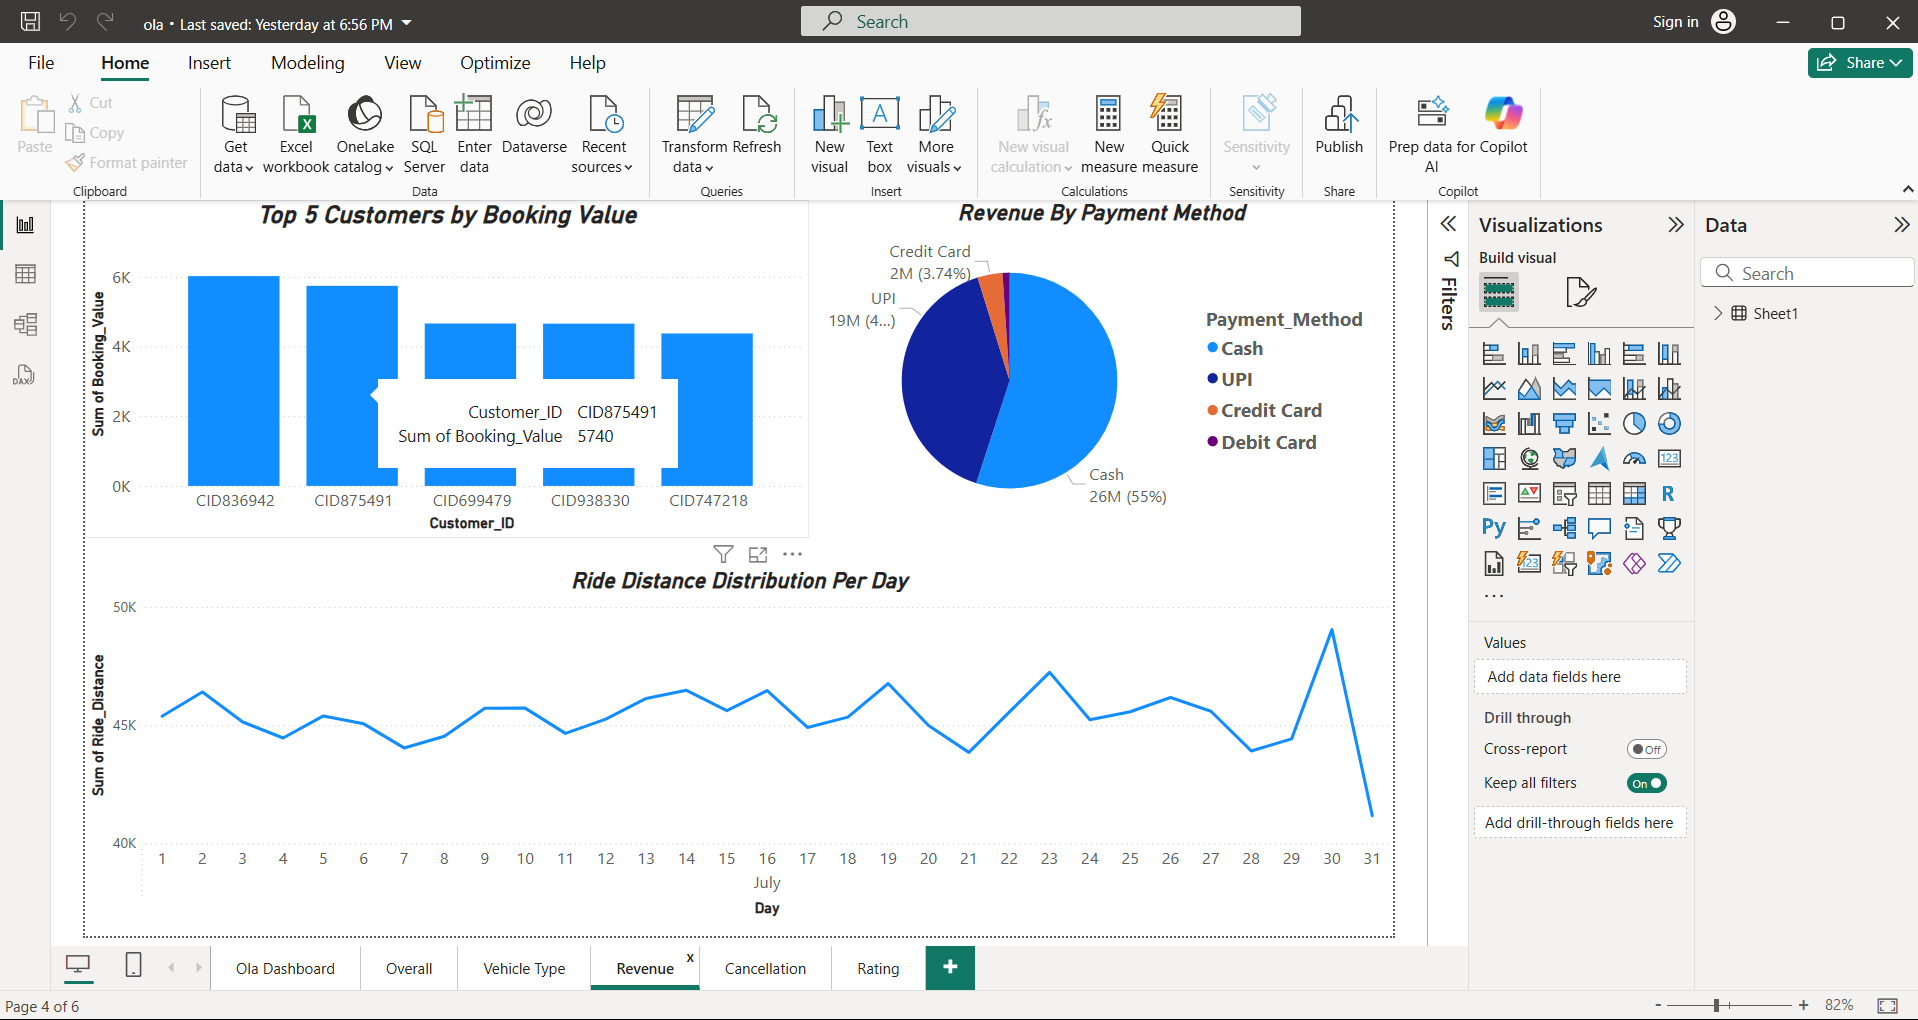 ola • Last saved: Yesterday at 6:56 PM
Search
Sign in
File Home Insert Modeling View Optimize Help
Share
Paste
Cut
Copy
Format painter
Clipboard
Get data
Excel workbook
OneLake catalog
SQL Server
Enter data
Dataverse
Recent sources
Data
Transform data
Refresh
Queries
New visual
Text box
More visuals
Insert
New visual calculation
New measure
Quick measure
Calculations
Sensitivity
Sensitivity
Publish
Share
Prep data for AI
Copilot
Copilot
Top 5 Customers by Booking Value
Sum of Booking_Value
6K
4K
2K
0K
Customer_ID CID875491
Sum of Booking_Value 5740
CID836942 CID875491 CID699479 CID938330 CID747218
Customer_ID
Revenue By Payment Method
Credit Card
2M (3.74%)
UPI
19M (4...)
Cash
26M (55%)
Payment_Method
Cash
UPI
Credit Card
Debit Card
Ride Distance Distribution Per Day
Sum of Ride_Distance
50K
45K
40K
1 2 3 4 5 6 7 8 9 10 11 12 13 14 15 16 17 18 19 20 21 22 23 24 25 26 27 28 29 30 31
July
Day
Filters
Visualizations
Build visual
123
R
Py
123
...
Values
Add data fields here
Drill through
Cross-report
Off
Keep all filters
On
Add drill-through fields here
Data
Search
Sheet1
DAX
Ola Dashboard Overall Vehicle Type Revenue x Cancellation Rating +
Page 4 of 6
- + 82%